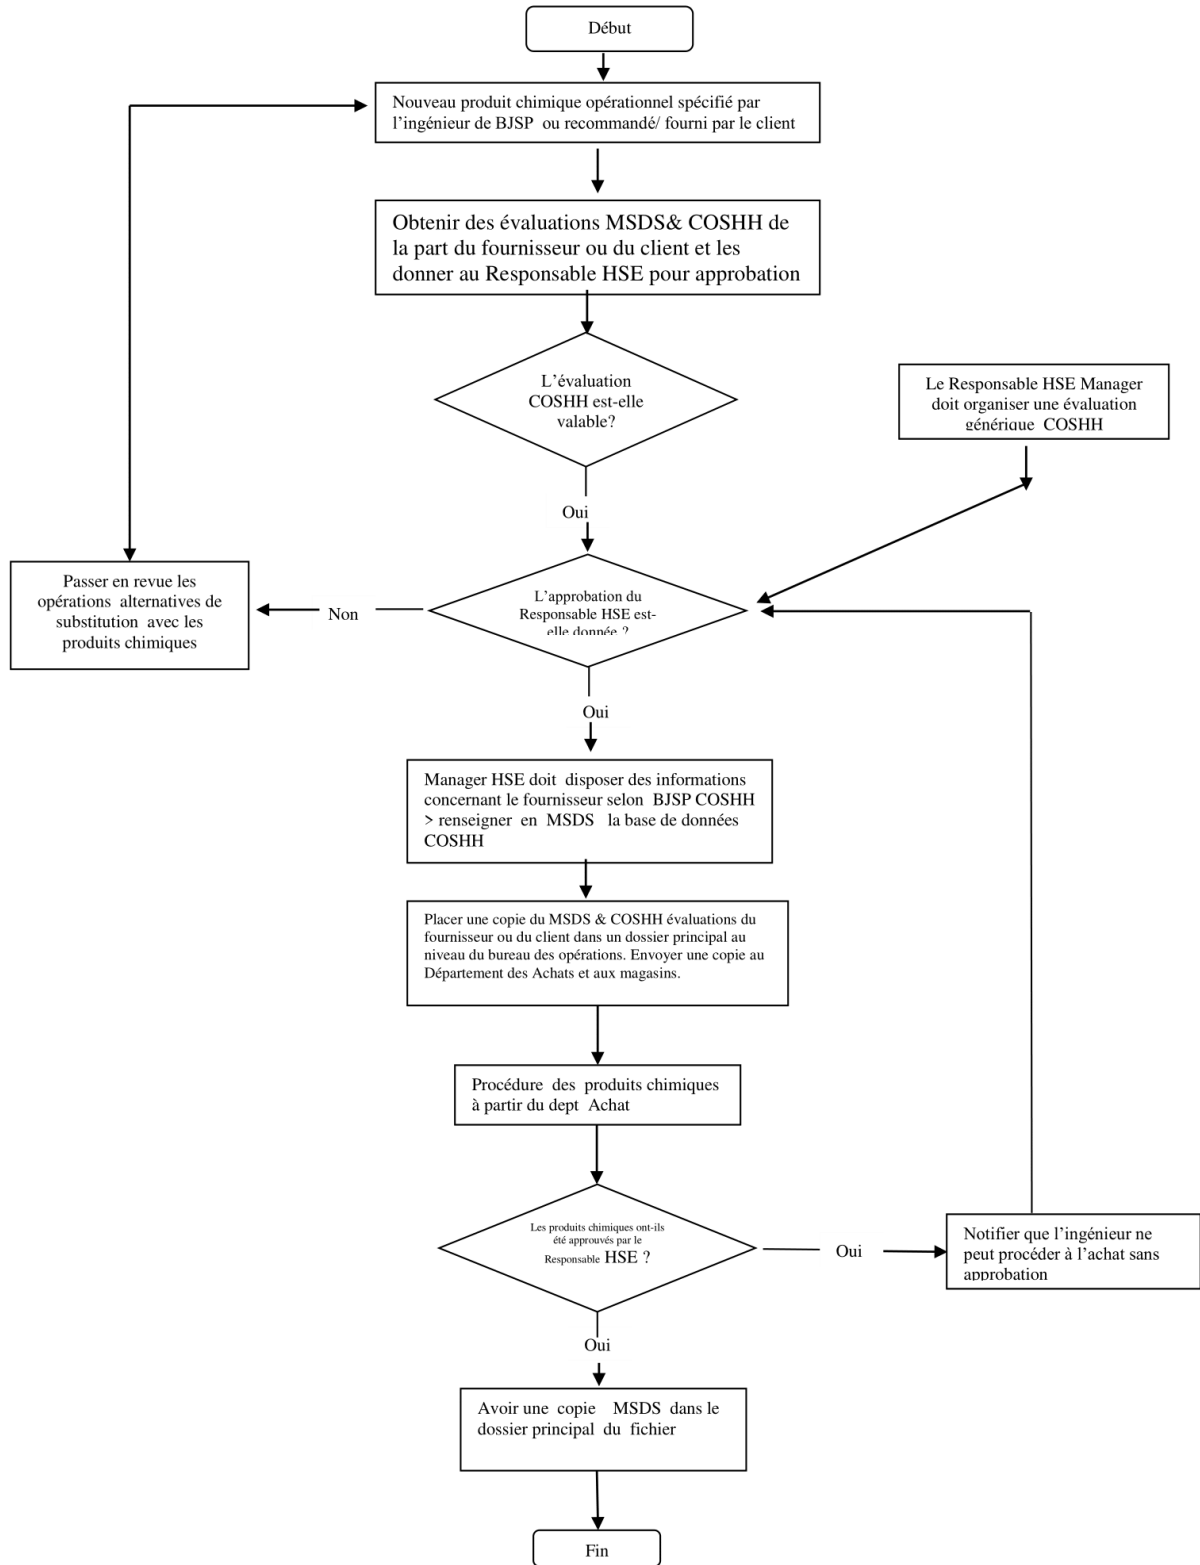 Début
Nouveau produit chimique opérationnel spécifié par
l’ingénieur de BJSP ou recommandé/ fourni par le client
Obtenir des évaluations MSDS& COSHH de
la part du fournisseur ou du client et les
donner au Responsable HSE pour approbation
L’évaluation
COSHH est-elle
valable?
Le Responsable HSE Manager
doit organiser une évaluation
générique COSHH
Oui
Passer en revue les
opérations alternatives de
substitution avec les
produits chimiques
Non
L’approbation du
Responsable HSE est-
elle donnée ?
Oui
Manager HSE doit disposer des informations
concernant le fournisseur selon BJSP COSHH
> renseigner en MSDS la base de données
COSHH
Placer une copie du MSDS & COSHH évaluations du
fournisseur ou du client dans un dossier principal au
niveau du bureau des opérations. Envoyer une copie au
Département des Achats et aux magasins.
Procédure des produits chimiques
à partir du dept Achat
Les produits chimiques ont-ils
été approuvés par le
Responsable HSE ?
Oui
Notifier que l’ingénieur ne
peut procéder à l’achat sans
approbation
Oui
Avoir une copie MSDS dans le
dossier principal du fichier
Fin